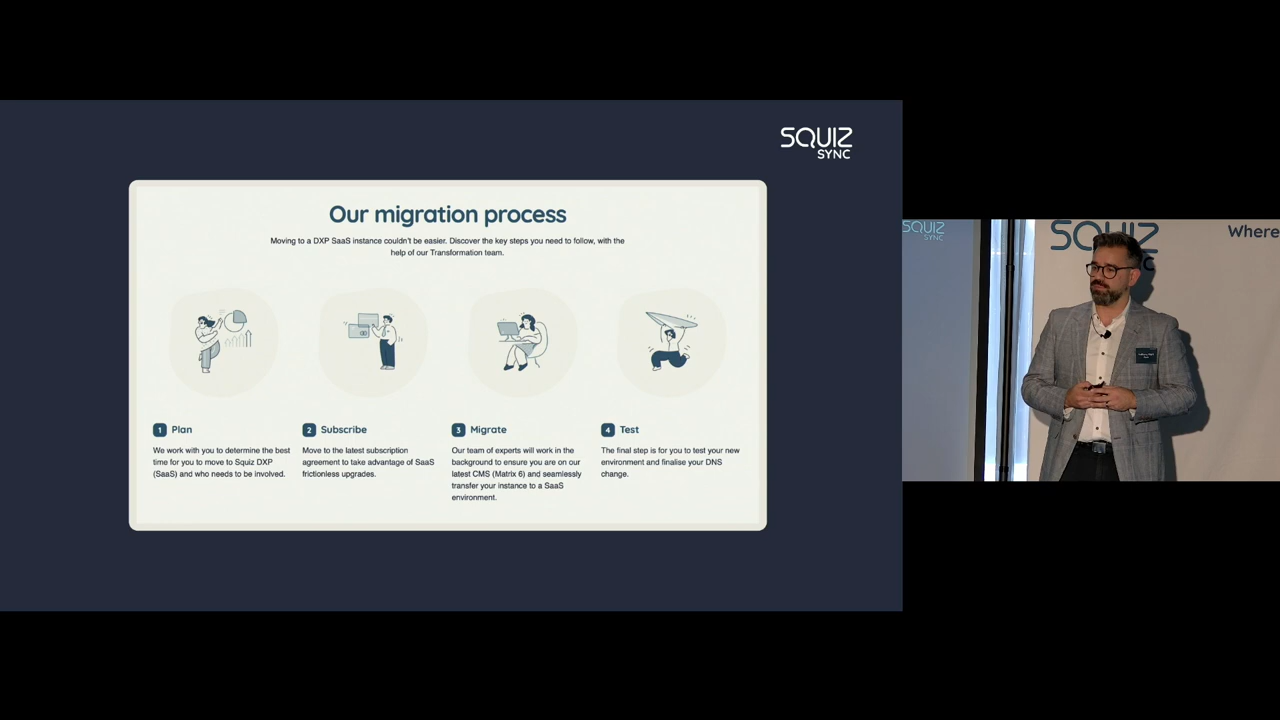 SQUIZ
SYNC
Our migration process
Moving to a DXP SaaS instance couldn't be easier. Discover the key steps you need to follow, with the
help of our Transformation team.
1 Plan
We work with you to determine the best
time for you to move to Squiz DXP
(SaaS) and who needs to be involved.
2 Subscribe
Move to the latest subscription
agreement to take advantage of SaaS
frictionless upgrades.
3 Migrate
Our team of experts will work in the
background to ensure you are on our
latest CMS (Matrix 6) and seamlessly
transfer your instance to a SaaS
environment.
4 Test
The final step is for you to test your new
environment and finalise your DNS
change.
SQUIZ
SYNC
SQUIZ
Where